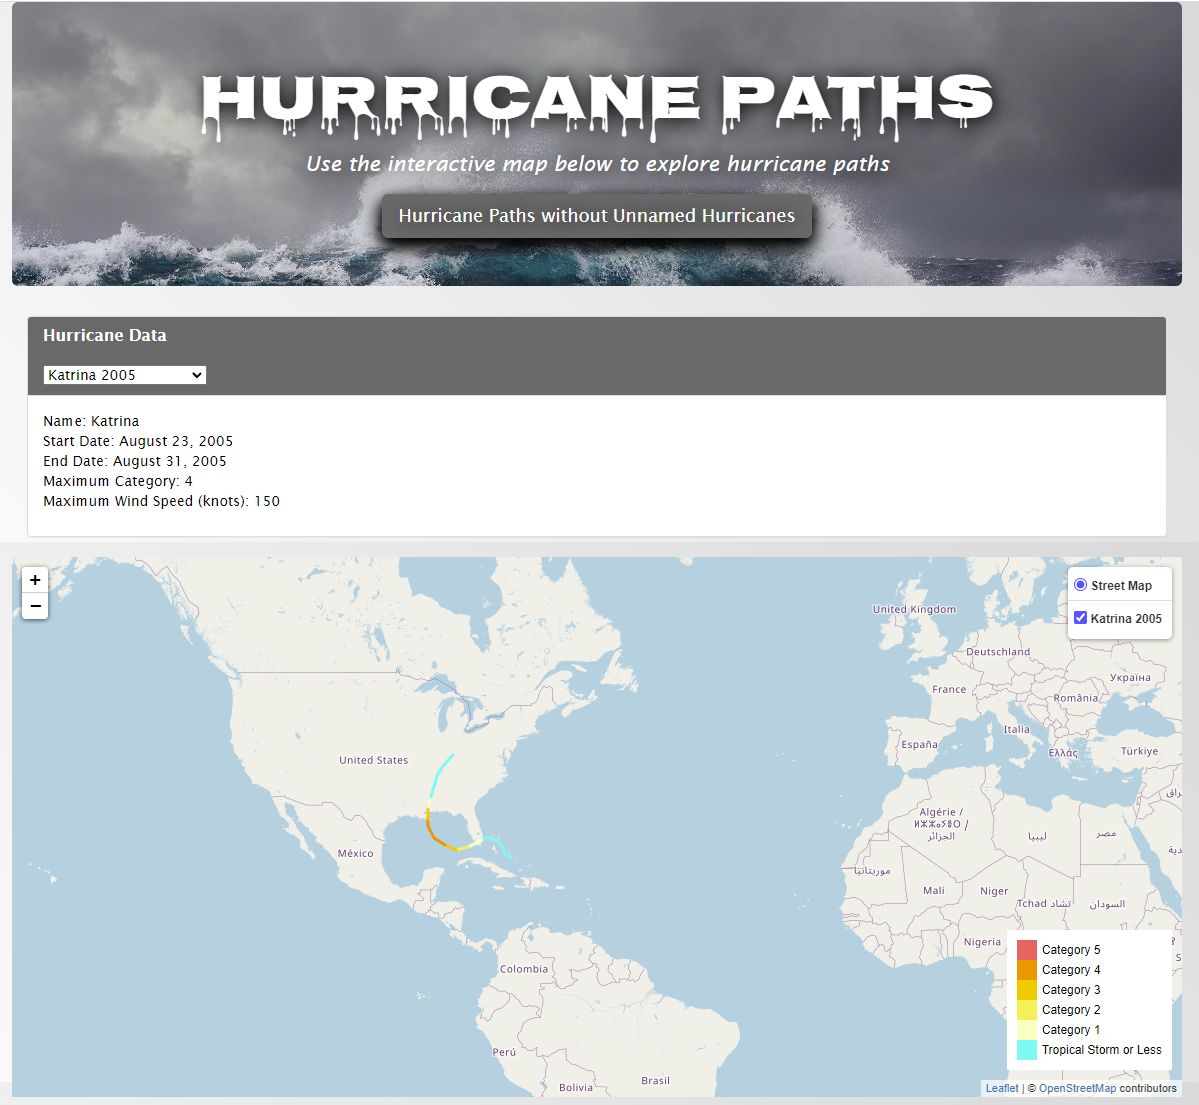 HURRICANE PATHS
Use the interactive map below to explore hurricane paths
Hurricane Paths without Unnamed Hurricanes
Hurricane Data
Katrina 2005
Name: Katrina
Start Date: August 23, 2005
End Date: August 31, 2005
Maximum Category: 4
Maximum Wind Speed (knots): 150
+
−
Street Map
Katrina 2005
United Kingdom
Deutschland
Україна
France
România
Italia
España
Ελλάς
Türkiye
United States
Algérie /
ⵍⵣⵣⴰⵢⴻⵔ /
الجزائر
ليبيا
مصر
México
موريتانيا
Mali
Niger
Tchad تشاد
السودان
Nigeria
Colombia
Perú
Brasil
Bolivia
Category 5
Category 4
Category 3
Category 2
Category 1
Tropical Storm or Less
Leaflet | © OpenStreetMap contributors